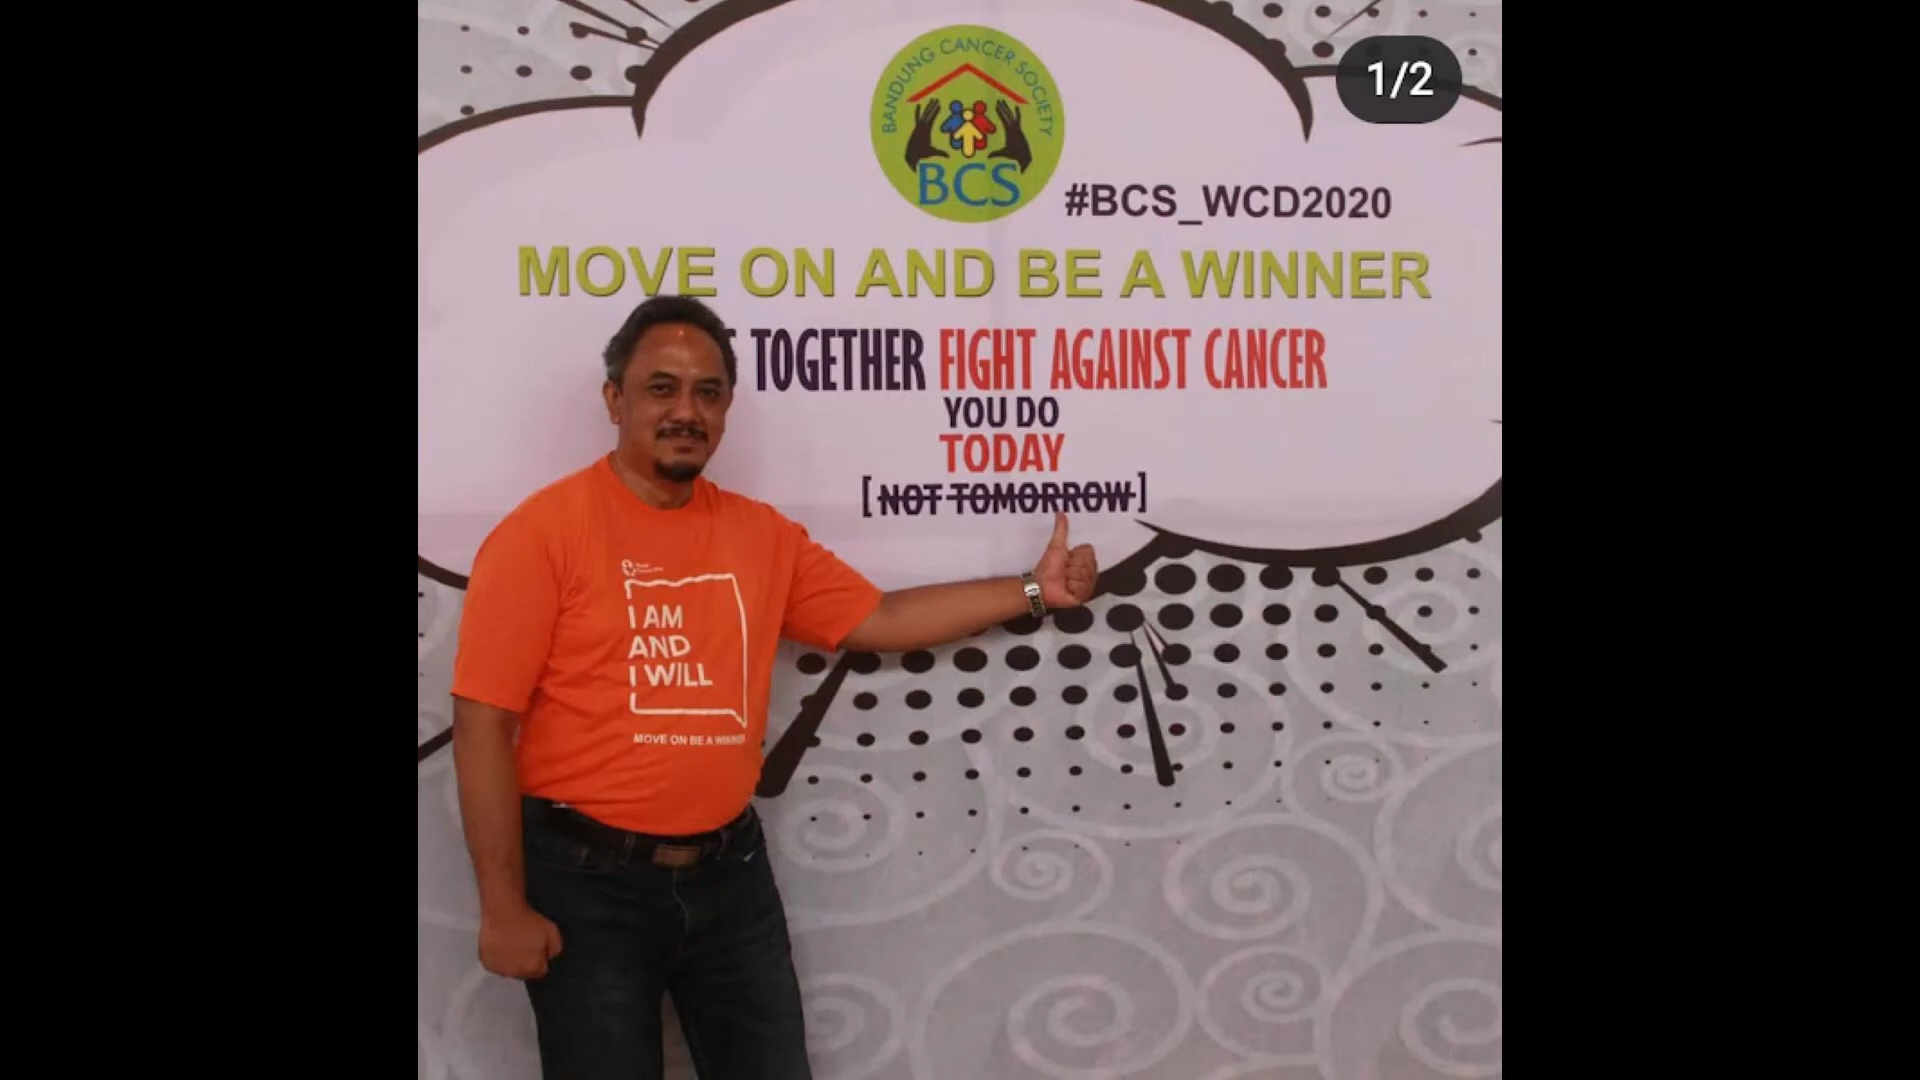 1/2
BANDUNG CANCER SOCIETY
BCS
#BCS_WCD2020
MOVE ON AND BE A WINNER
TOGETHER FIGHT AGAINST CANCER
YOU DO
TODAY
[NOT TOMORROW]
I AM
AND
I WILL
MOVE ON BE A WINNER